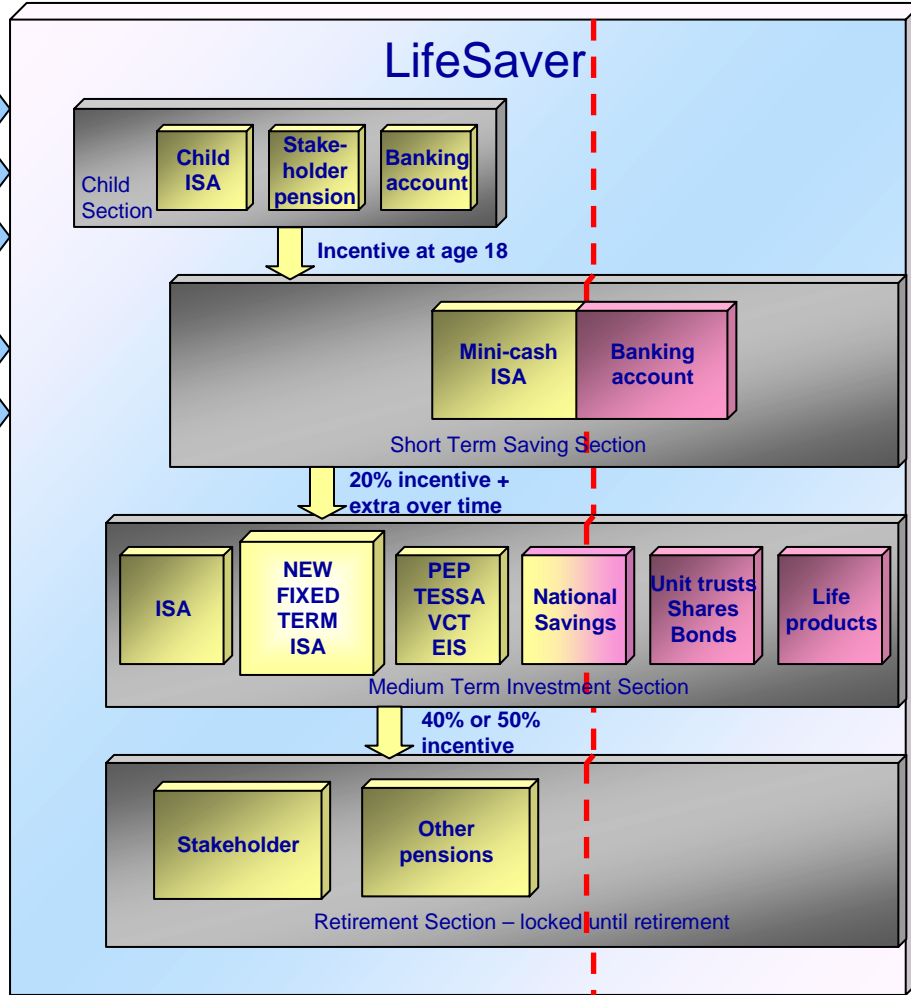 LifeSaver
Child
ISA
Stake-
holder
pension
Banking
account
Child
Section
Incentive at age 18
Mini-cash
ISA
Banking
account
Short Term Saving Section
20% incentive +
extra over time
ISA
NEW
FIXED
TERM
ISA
PEP
TESSA
VCT
EIS
National
Savings
Unit trusts
Shares
Bonds
Life
products
Medium Term Investment Section
40% or 50%
incentive
Stakeholder
Other
pensions
Retirement Section – locked until retirement